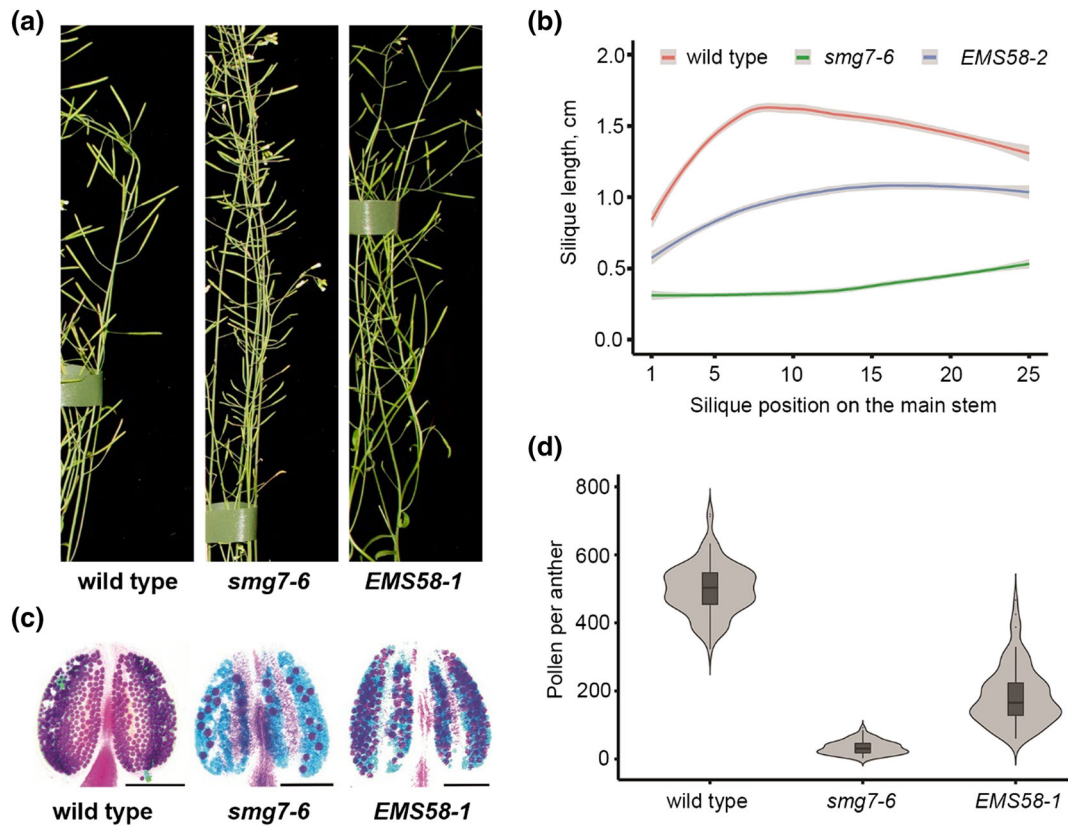 (a)
wild type
smg7-6
EMS58-1
(b)
wild type
smg7-6
EMS58-2
Silique length, cm
2.0
1.5
1.0
0.5
0.0
1
5
10
15
20
25
Silique position on the main stem
(c)
wild type
smg7-6
EMS58-1
(d)
Pollen per anther
800
600
400
200
0
wild type
smg7-6
EMS58-1